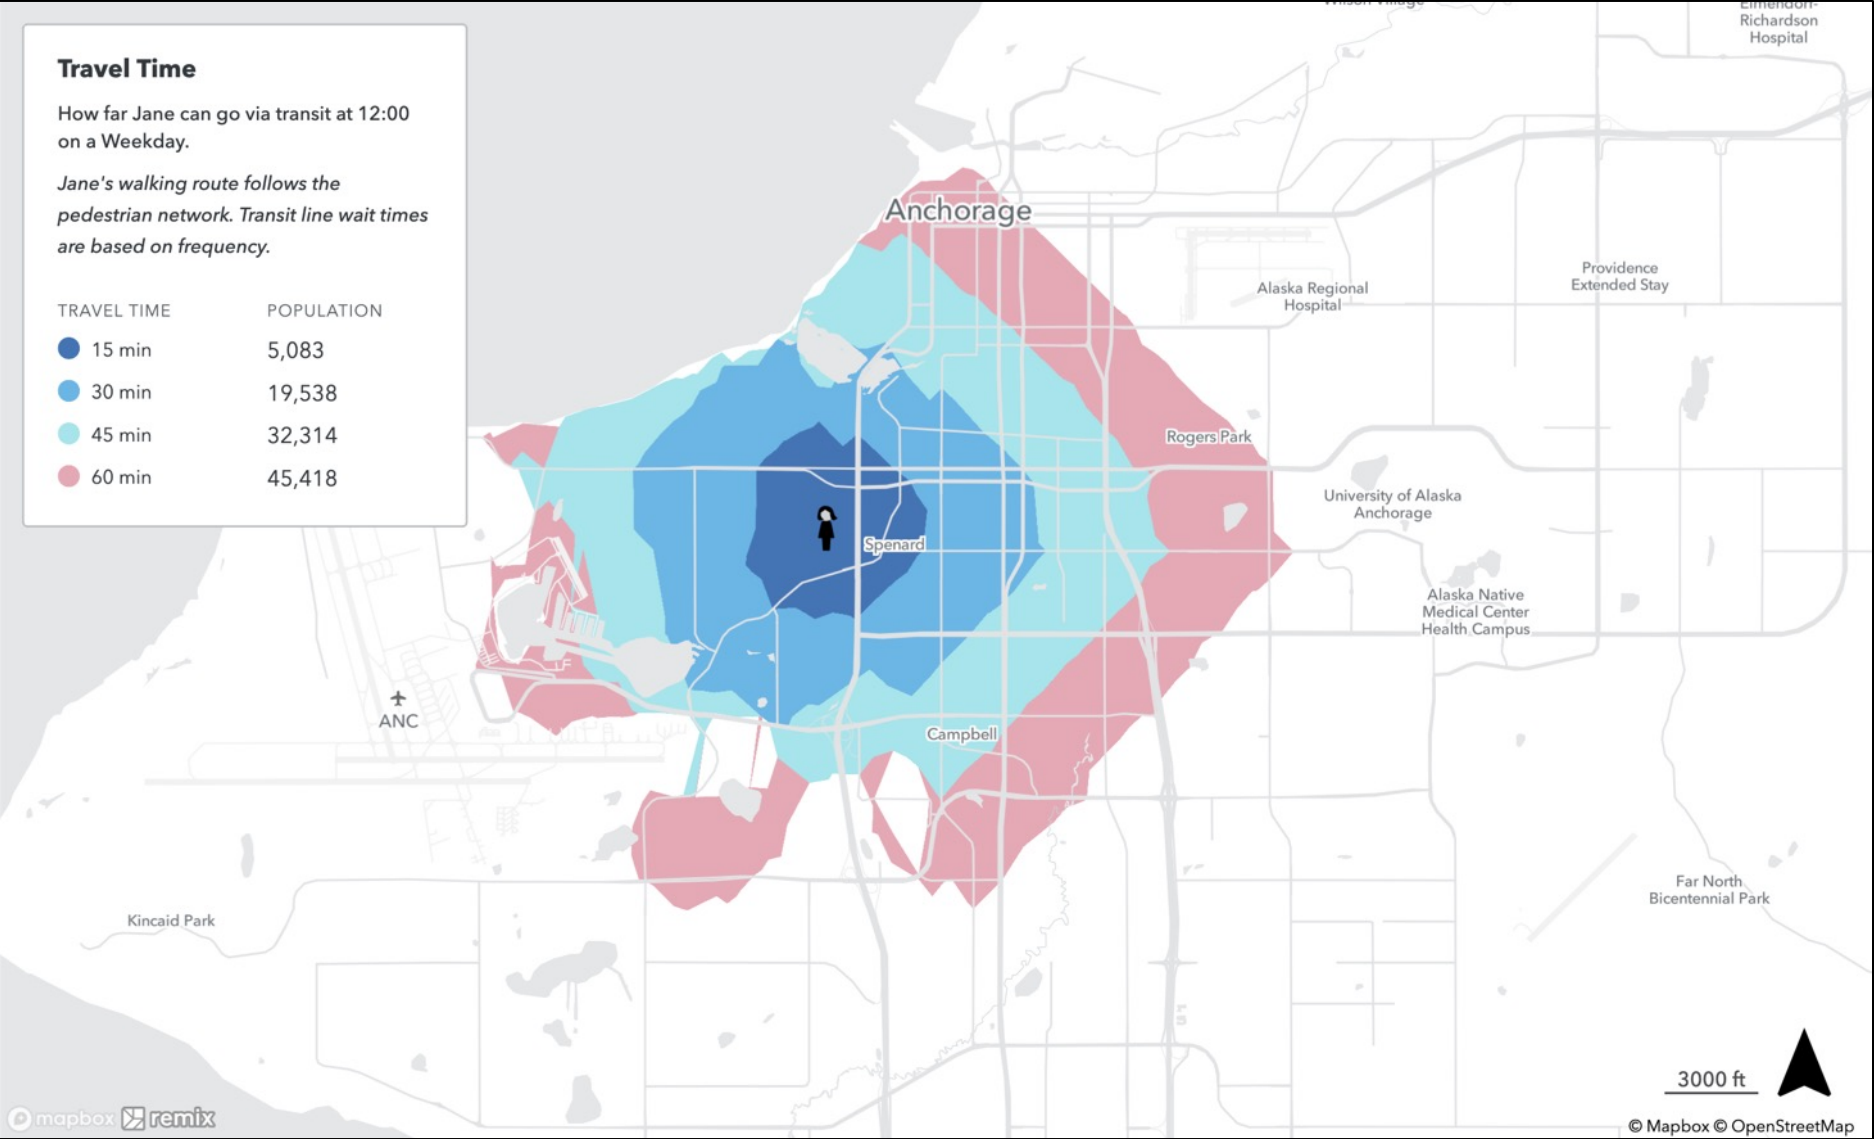 Travel Time
How far Jane can go via transit at 12:00
on a Weekday.
Jane's walking route follows the
pedestrian network. Transit line wait times
are based on frequency.
TRAVEL TIME POPULATION
15 min 5,083
30 min 19,538
45 min 32,314
60 min 45,418
Elmendorf-
Richardson
Hospital
Anchorage
Alaska Regional
Hospital
Providence
Extended Stay
Rogers Park
University of Alaska
Anchorage
Spenard
Alaska Native
Medical Center
Health Campus
ANC
Campbell
Kincaid Park
Far North
Bicentennial Park
3000 ft
mapbox remix
© Mapbox © OpenStreetMap